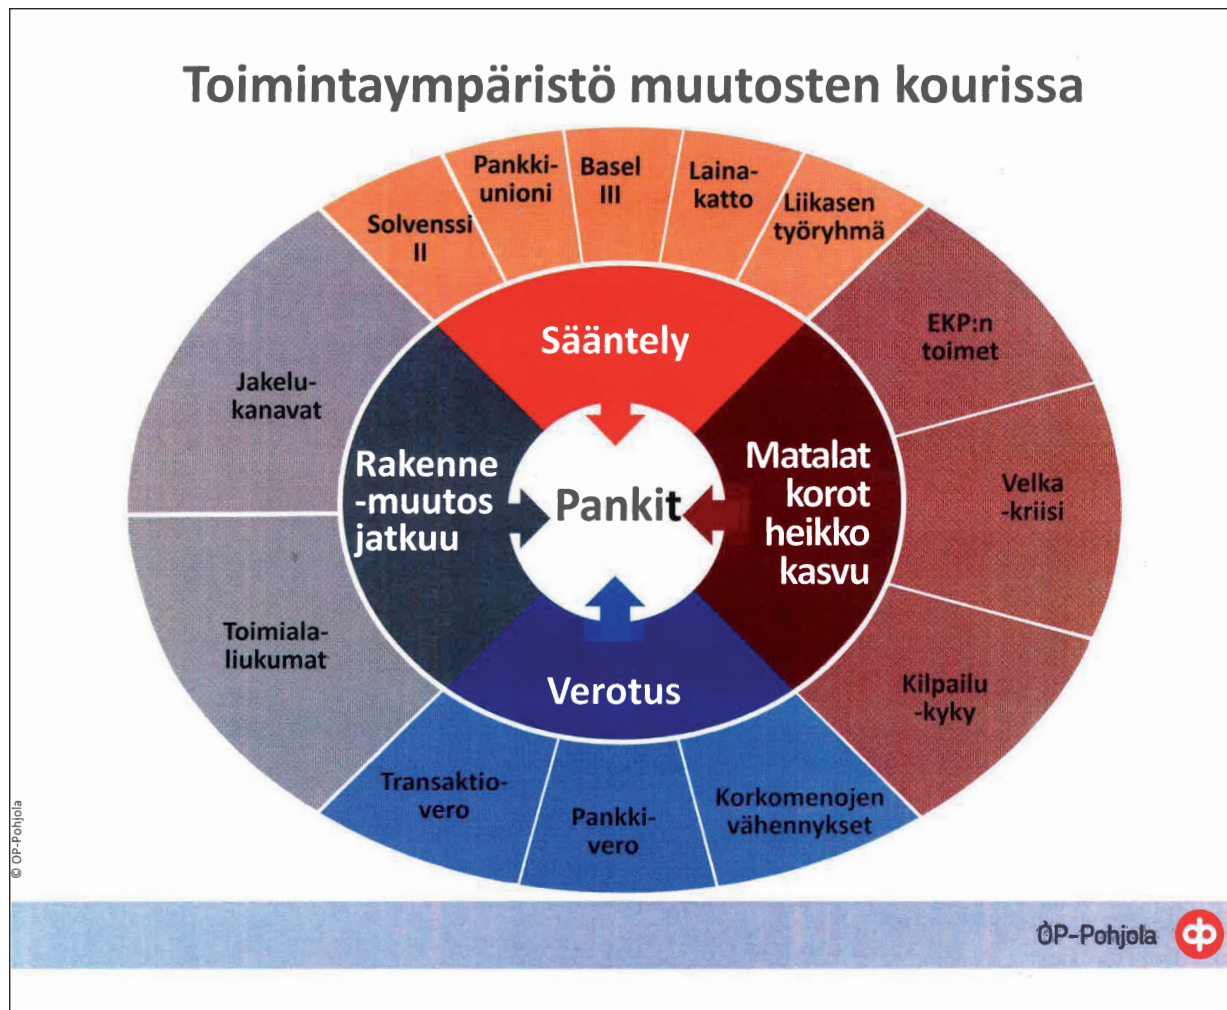 Toimintaympäristö muutosten kourissa
Solvenssi
II
Pankki-
unioni
Basel
III
Laina-
katto
Liikasen
työryhmä
Sääntely
EKP:n
toimet
Velka
-kriisi
Kilpailu
-kyky
Matalat
korot
heikko
kasvu
Jakelu-
kanavat
Toimiala-
liukumat
Rakenne
-muutos
jatkuu
Pankit
Verotus
Transaktio-
vero
Pankki-
vero
Korkomenojen
vähennykset
© OP-Pohjola
OP-Pohjola